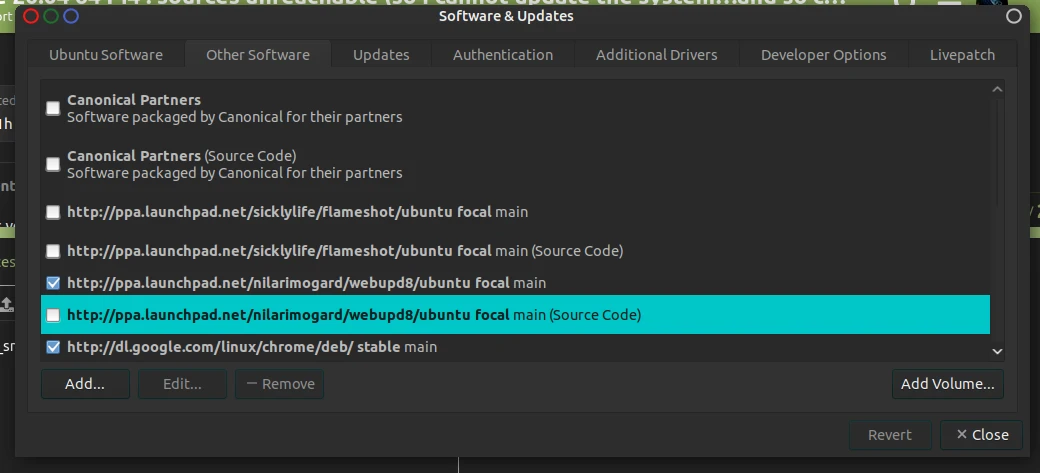 Software & Updates
Ubuntu Software
Other Software
Updates
Authentication
Additional Drivers
Developer Options
Livepatch
Canonical Partners
Software packaged by Canonical for their partners
Canonical Partners (Source Code)
Software packaged by Canonical for their partners
http://ppa.launchpad.net/sicklylife/flameshot/ubuntu focal main
http://ppa.launchpad.net/sicklylife/flameshot/ubuntu focal main (Source Code)
http://ppa.launchpad.net/nilarimogard/webupd8/ubuntu focal main
http://ppa.launchpad.net/nilarimogard/webupd8/ubuntu focal main (Source Code)
http://dl.google.com/linux/chrome/deb/ stable main
Add...
Edit...
Remove
Add Volume...
Revert
Close